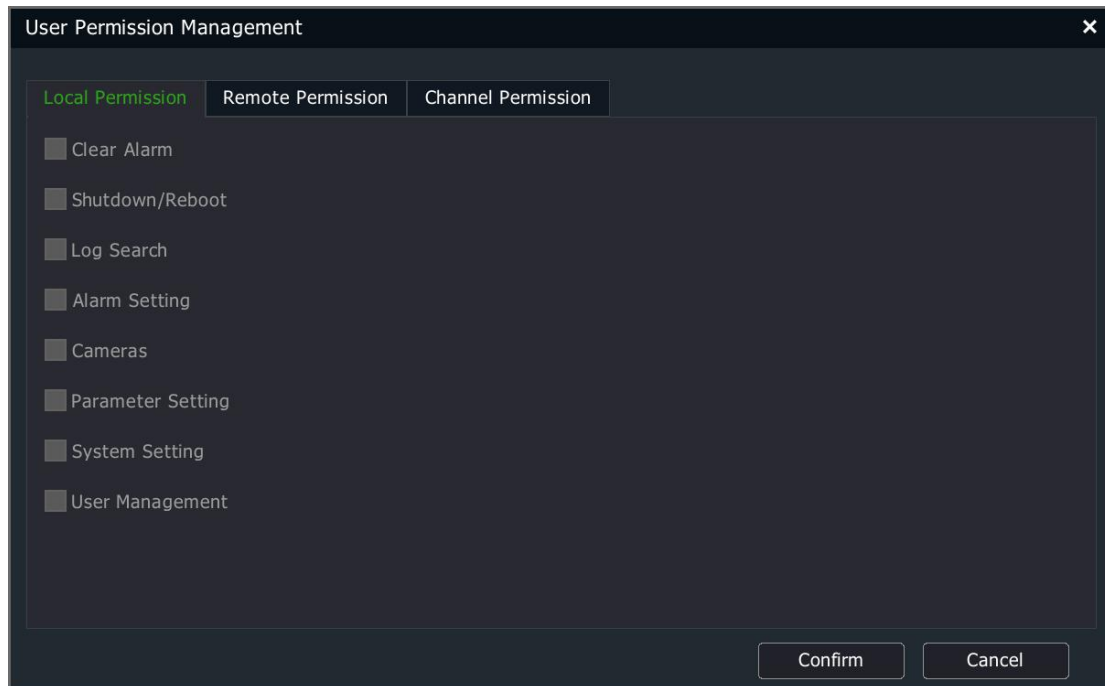 User Permission Management
Local Permission Remote Permission Channel Permission
Clear Alarm
Shutdown/Reboot
Log Search
Alarm Setting
Cameras
Parameter Setting
System Setting
User Management
Confirm Cancel